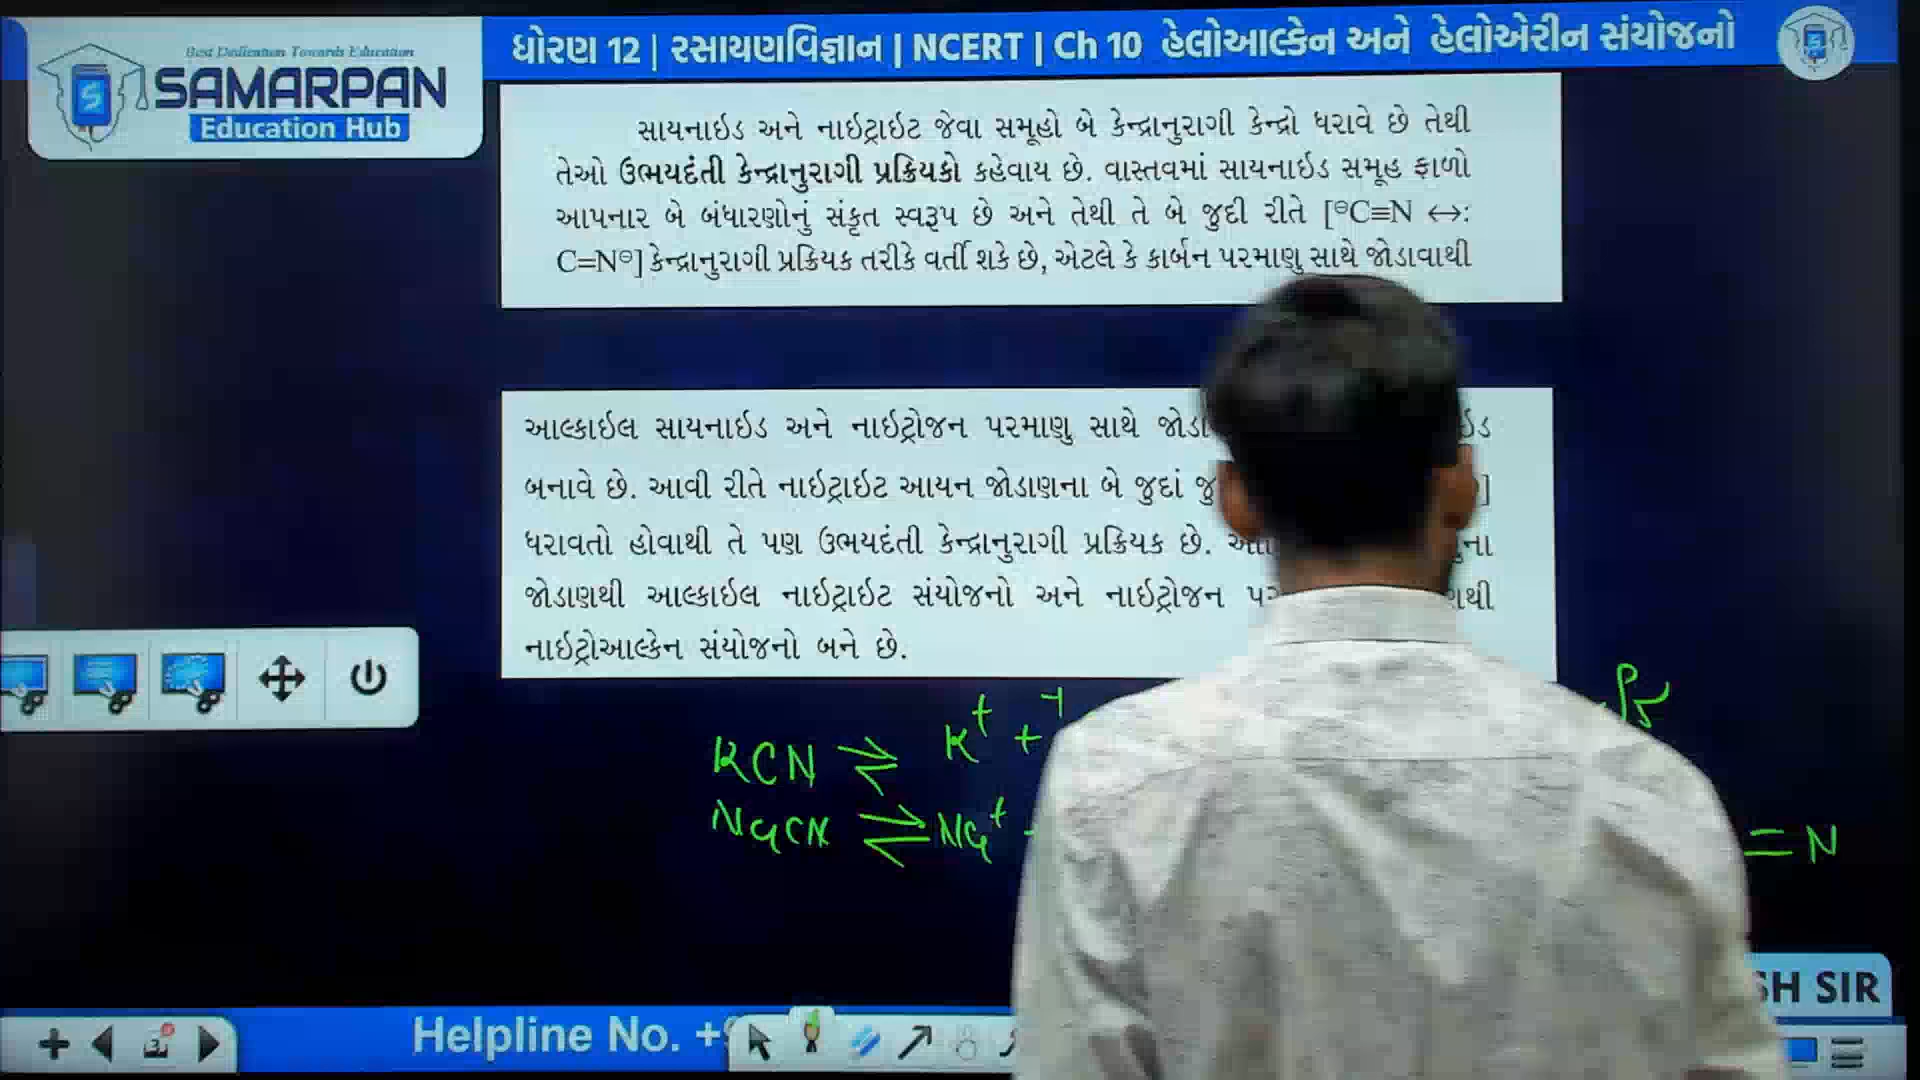 Best Dedication Towards Education
SAMARPAN
Education Hub
ધોરણ 12 | રસાયણવિજ્ઞાન | NCERT | Ch 10 હેલોઆલ્કેન અને હેલોએરીન સંયોજનો
સાયનાઇડ અને નાઇટ્રાઇટ જેવા સમૂહો બે કેન્દ્રાનુરાગી કેન્દ્રો ધરાવે છે તેથી
તેઓ ઉભયદંતી કેન્દ્રાનુરાગી પ્રક્રિયકો કહેવાય છે. વાસ્તવમાં સાયનાઇડ સમૂહ ફાળો
આપનાર બે બંધારણોનું સંકૃત સ્વરૂપ છે અને તેથી તે બે જુદી રીતે [⊖C≡N ↔:
C=N⊖] કેન્દ્રાનુરાગી પ્રક્રિયક તરીકે વર્તી શકે છે, એટલે કે કાર્બન પરમાણુ સાથે જોડાવાથી
આલ્કાઇલ સાયનાઇડ અને નાઇટ્રોજન પરમાણુ સાથે
બનાવે છે. આવી રીતે નાઇટ્રાઇટ આયન જોડાણના બે જુદાં
ધરાવતો હોવાથી તે પણ ઉભયદંતી કેન્દ્રાનુરાગી પ્રક્રિયક છે.
જોડાણથી આલ્કાઇલ નાઇટ્રાઇટ સંયોજનો અને નાઇટ્રોજન
નાઇટ્રોઆલ્કેન સંયોજનો બને છે.
KCN ⇌ K⁺ +
NaCN ⇌ Na⁺
= N
SH SIR
Helpline No. +